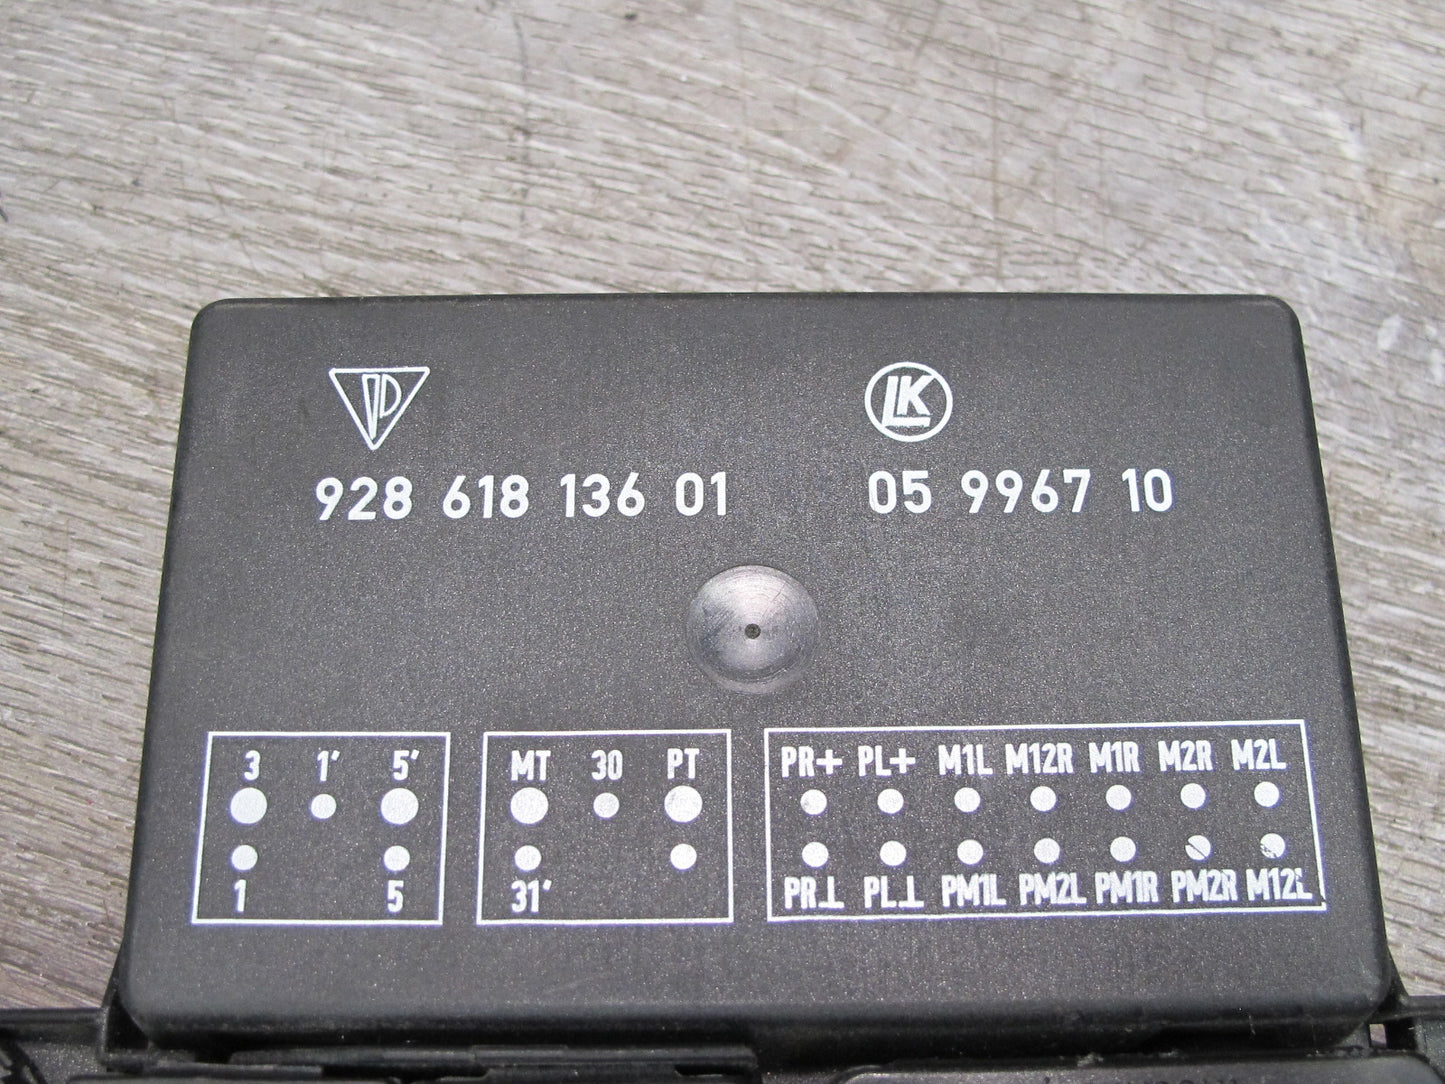 LK
928 618 136 01 05 9967 10
3 1' 5' MT 30 PT PR+ PL+ M1L M12R M1R M2R M2L
1 5 31' PR⊥ PL⊥ PM1L PM2L PM1R PM2R M12L